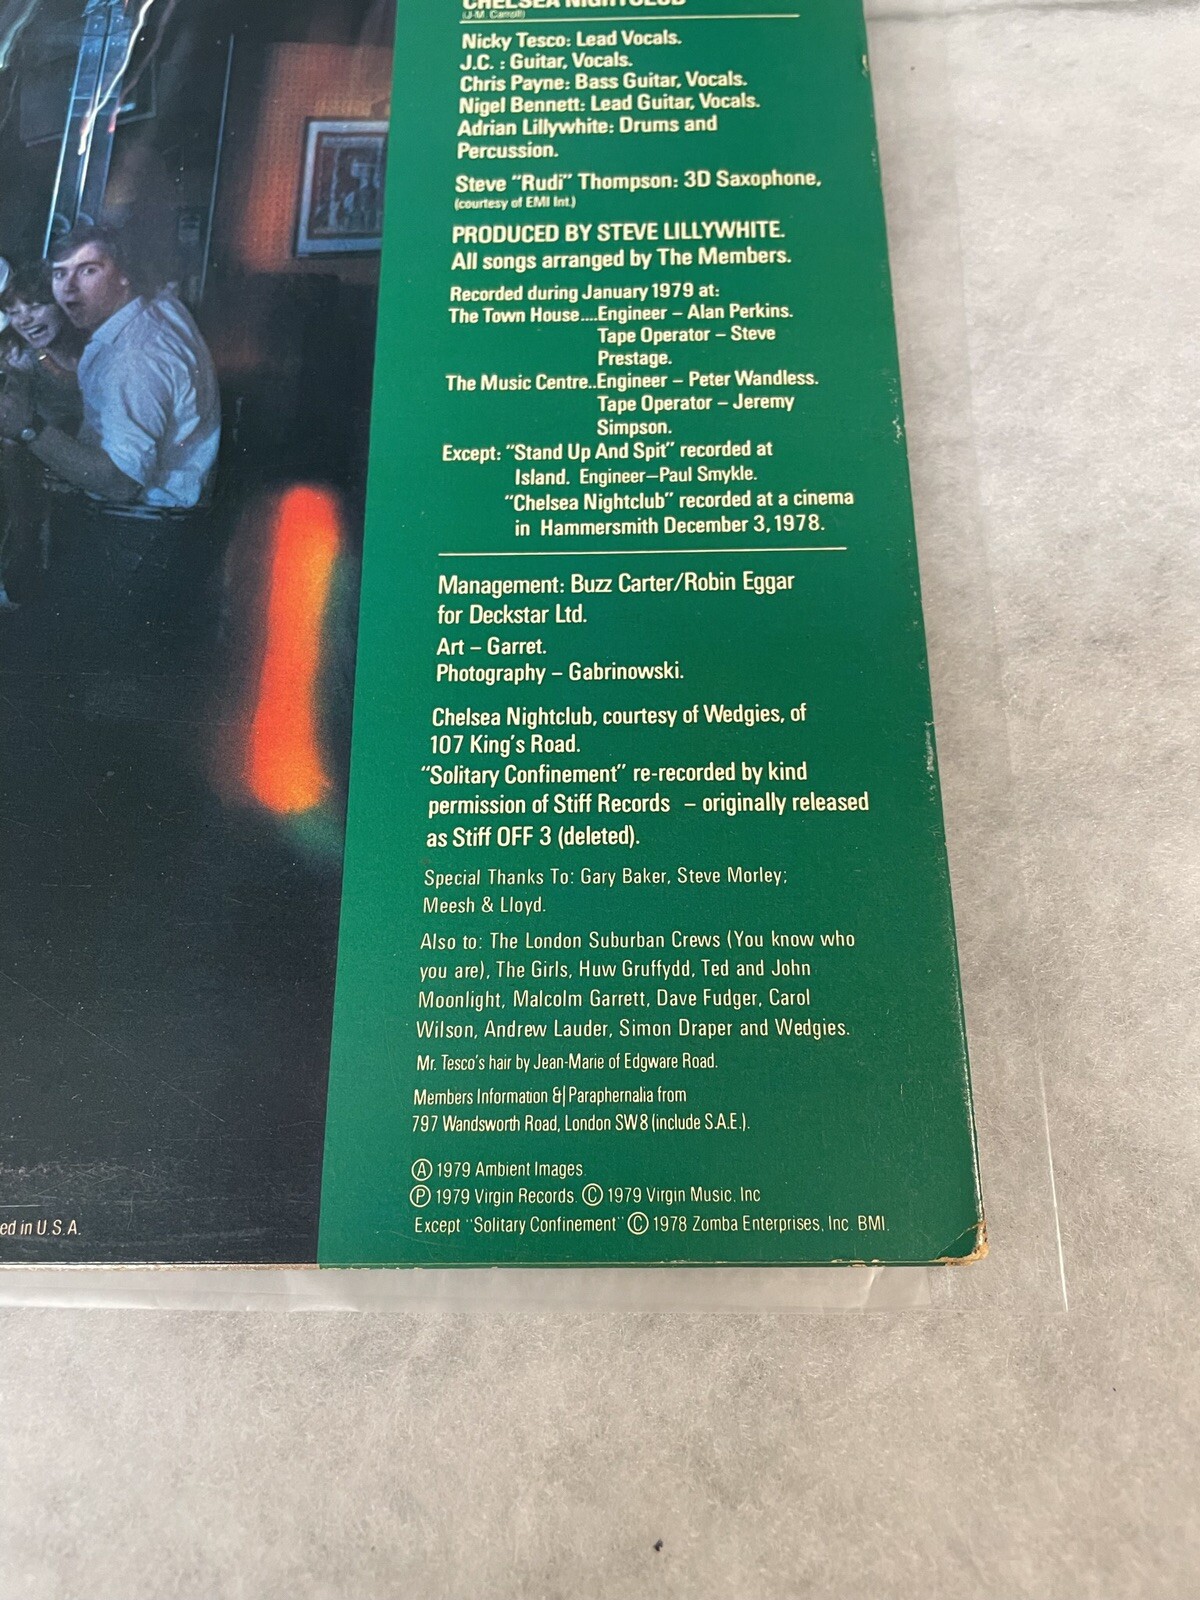 CHELSEA NIGHTCLUB
(J-M. Carroll)
Nicky Tesco: Lead Vocals.
J.C. : Guitar, Vocals.
Chris Payne: Bass Guitar, Vocals.
Nigel Bennett: Lead Guitar, Vocals.
Adrian Lillywhite: Drums and
Percussion.
Steve "Rudi" Thompson: 3D Saxophone,
(courtesy of EMI Int.)
PRODUCED BY STEVE LILLYWHITE.
All songs arranged by The Members.
Recorded during January 1979 at:
The Town House....Engineer – Alan Perkins.
Tape Operator – Steve
Prestage.
The Music Centre..Engineer – Peter Wandless.
Tape Operator – Jeremy
Simpson.
Except: "Stand Up And Spit" recorded at
Island. Engineer–Paul Smykle.
"Chelsea Nightclub" recorded at a cinema
in Hammersmith December 3, 1978.
Management: Buzz Carter/Robin Eggar
for Deckstar Ltd.
Art – Garret.
Photography – Gabrinowski.
Chelsea Nightclub, courtesy of Wedgies, of
107 King's Road.
"Solitary Confinement" re-recorded by kind
permission of Stiff Records – originally released
as Stiff OFF 3 (deleted).
Special Thanks To: Gary Baker, Steve Morley;
Meesh & Lloyd.
Also to: The London Suburban Crews (You know who
you are), The Girls, Huw Gruffydd, Ted and John
Moonlight, Malcolm Garrett, Dave Fudger, Carol
Wilson, Andrew Lauder, Simon Draper and Wedgies.
Mr. Tesco's hair by Jean-Marie of Edgware Road.
Members Information & Paraphernalia from
797 Wandsworth Road, London SW8 (include S.A.E.).
Ⓐ 1979 Ambient Images.
Ⓟ 1979 Virgin Records. Ⓒ 1979 Virgin Music, Inc
Except "Solitary Confinement" Ⓒ 1978 Zomba Enterprises, Inc. BMI.
ed in U.S.A.